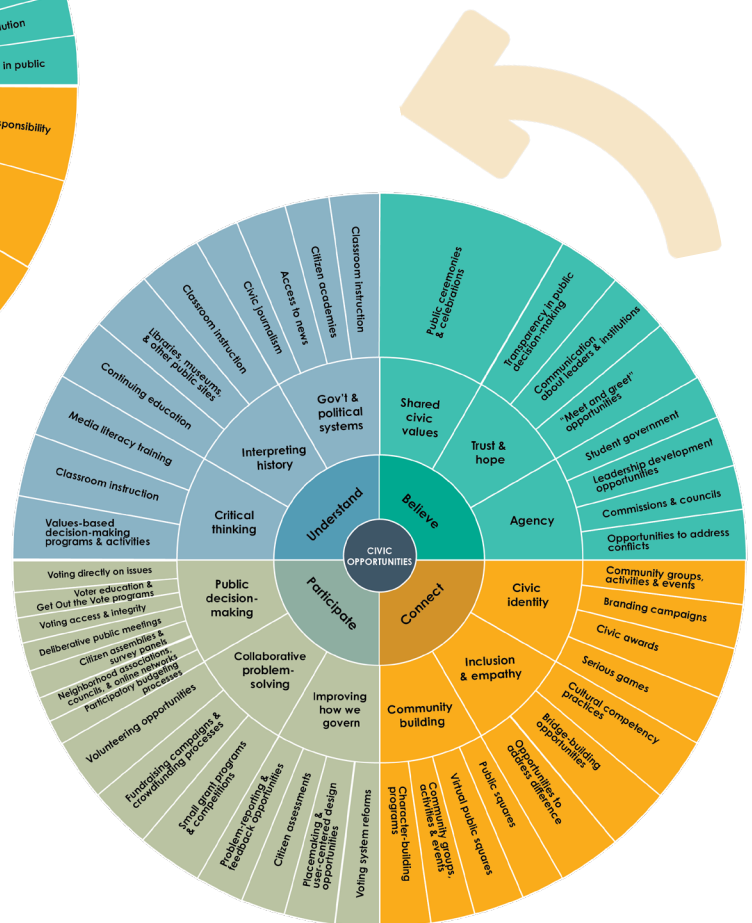 in public
CIVIC
OPPORTUNITIES
Understand
Believe
Connect
Participate
Gov't &
political
systems
Interpreting
history
Critical
thinking
Classroom instruction
Citizen academies
Access to news
Civic journalism
Classroom instruction
Libraries, museums,
& other public sites
Continuing education
Media literacy training
Classroom instruction
Values-based
decision-making
programs & activities
Shared
civic
values
Trust &
hope
Agency
Public ceremonies
& celebrations
Transparency in public
decision-making
Communication
about leaders & institutions
"Meet and greet"
opportunities
Student government
Leadership development
opportunities
Commissions & councils
Opportunities to address
conflicts
Civic
identity
Inclusion
& empathy
Community
building
Community groups,
activities & events
Branding campaigns
Civic awards
Serious games
Cultural competency
practices
Bridge-building
opportunities
Opportunities to
address difference
Public squares
Virtual public squares
Community groups,
activities & events
Character-building
programs
Public
decision-
making
Collaborative
problem-
solving
Improving
how we
govern
Voting directly on issues
Voter education &
Get Out the Vote programs
Voting access & integrity
Deliberative public meetings
Citizen assemblies &
survey panels
Neighborhood associations,
councils, & online networks
Participatory budgeting
processes
Volunteering opportunities
Fundraising campaigns &
crowdfunding processes
Small grant programs
& competitions
Problem-reporting &
feedback opportunities
Citizen assessments
Placemaking &
user-centered design
opportunities
Voting system reforms